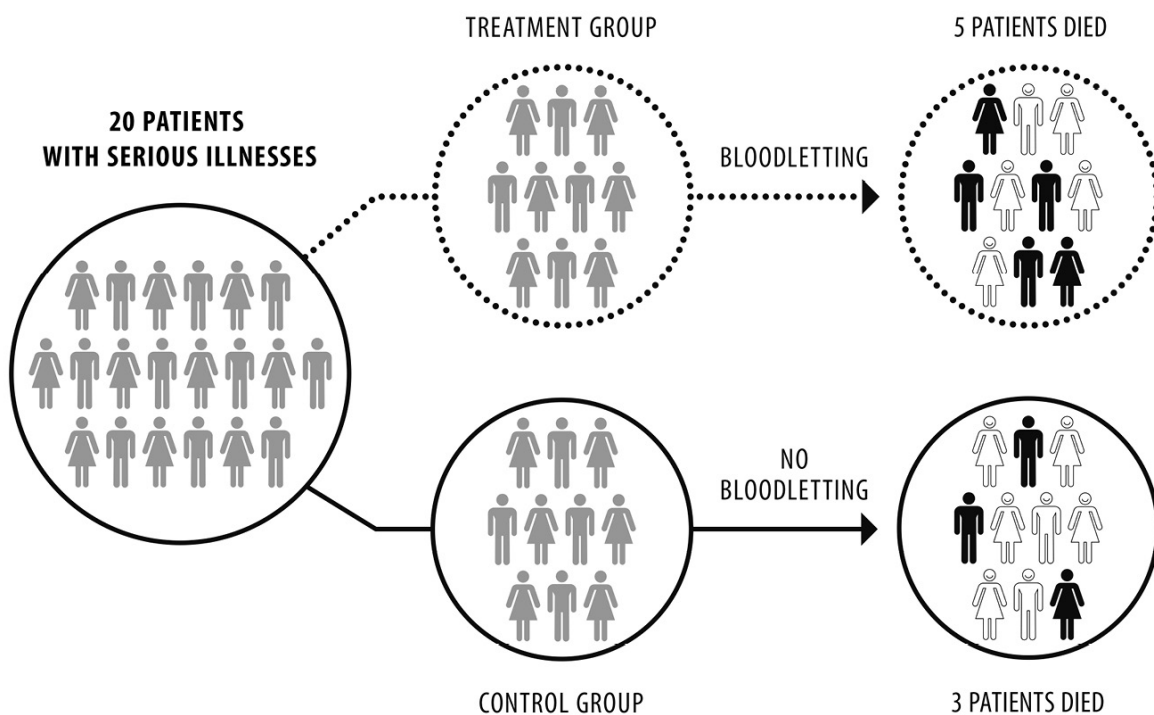 TREATMENT GROUP
5 PATIENTS DIED
20 PATIENTS
WITH SERIOUS ILLNESSES
BLOODLETTING
NO
BLOODLETTING
CONTROL GROUP
3 PATIENTS DIED